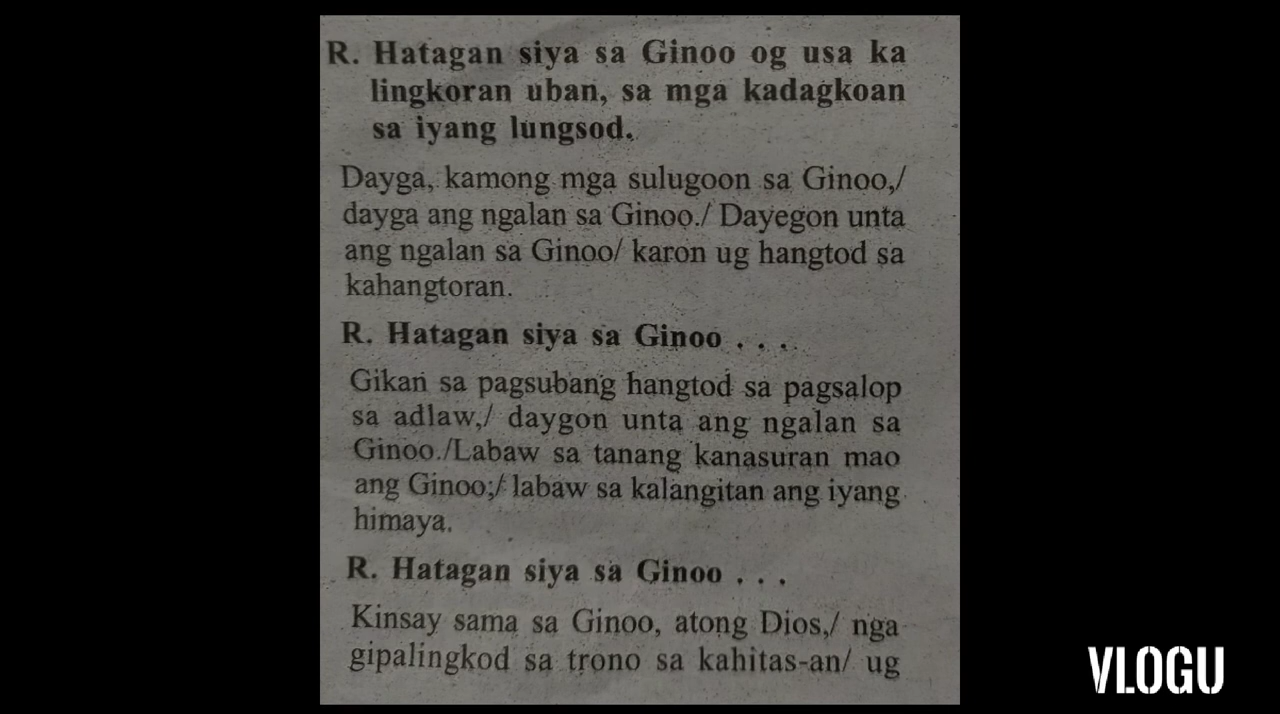 R. Hatagan siya sa Ginoo og usa ka
lingkoran uban, sa mga kadagkoan
sa iyang lungsod.
Dayga, kamong mga sulugoon sa Ginoo,/
dayga ang ngalan sa Ginoo./ Dayegon unta
ang ngalan sa Ginoo/ karon ug hangtod sa
kahangtoran.
R. Hatagan siya sa Ginoo . . .
Gikan sa pagsubang hangtod sa pagsalop
sa adlaw,/ daygon unta ang ngalan sa
Ginoo./Labaw sa tanang kanasuran mao
ang Ginoo;/ labaw sa kalangitan ang iyang
himaya.
R. Hatagan siya sa Ginoo . . .
Kinsay sama sa Ginoo, atong Dios,/ nga
gipalingkod sa trono sa kahitas-an/ ug
VLOGU